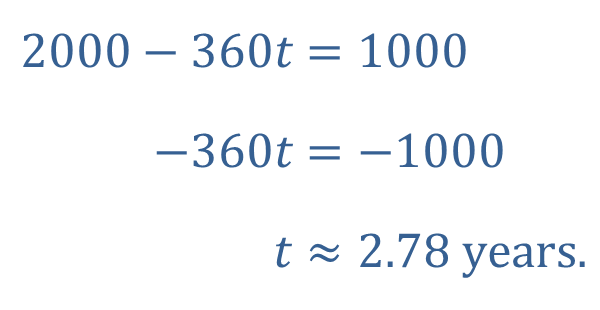 2000 − 360t = 1000
−360t = −1000
t ≈ 2.78 years.